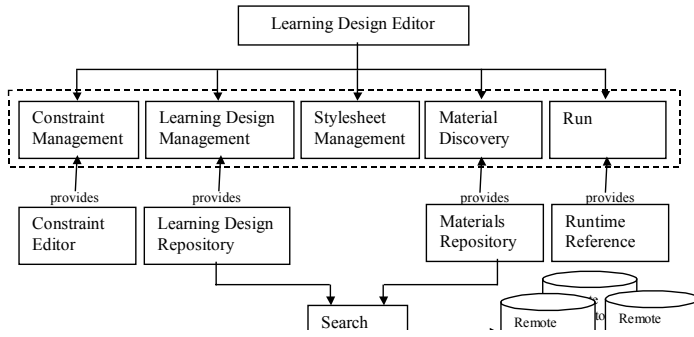 Learning Design Editor
Constraint
Management
Learning Design
Management
Stylesheet
Management
Material
Discovery
Run
provides
provides
provides
provides
Constraint
Editor
Learning Design
Repository
Materials
Repository
Runtime
Reference
Search
Remote
Remote